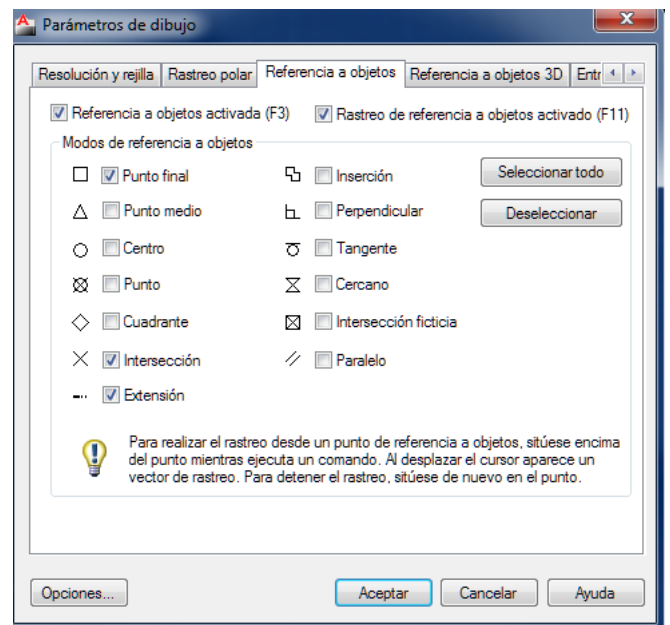 Parámetros de dibujo
Resolución y rejilla Rastreo polar Referencia a objetos Referencia a objetos 3D Entr
Referencia a objetos activada (F3) Rastreo de referencia a objetos activado (F11)
Modos de referencia a objetos
Punto final Inserción Seleccionar todo
Punto medio Perpendicular Deseleccionar
Centro Tangente
Punto Cercano
Cuadrante Intersección ficticia
Intersección Paralelo
Extensión
Para realizar el rastreo desde un punto de referencia a objetos, sitúese encima
del punto mientras ejecuta un comando. Al desplazar el cursor aparece un
vector de rastreo. Para detener el rastreo, sitúese de nuevo en el punto.
Opciones... Aceptar Cancelar Ayuda